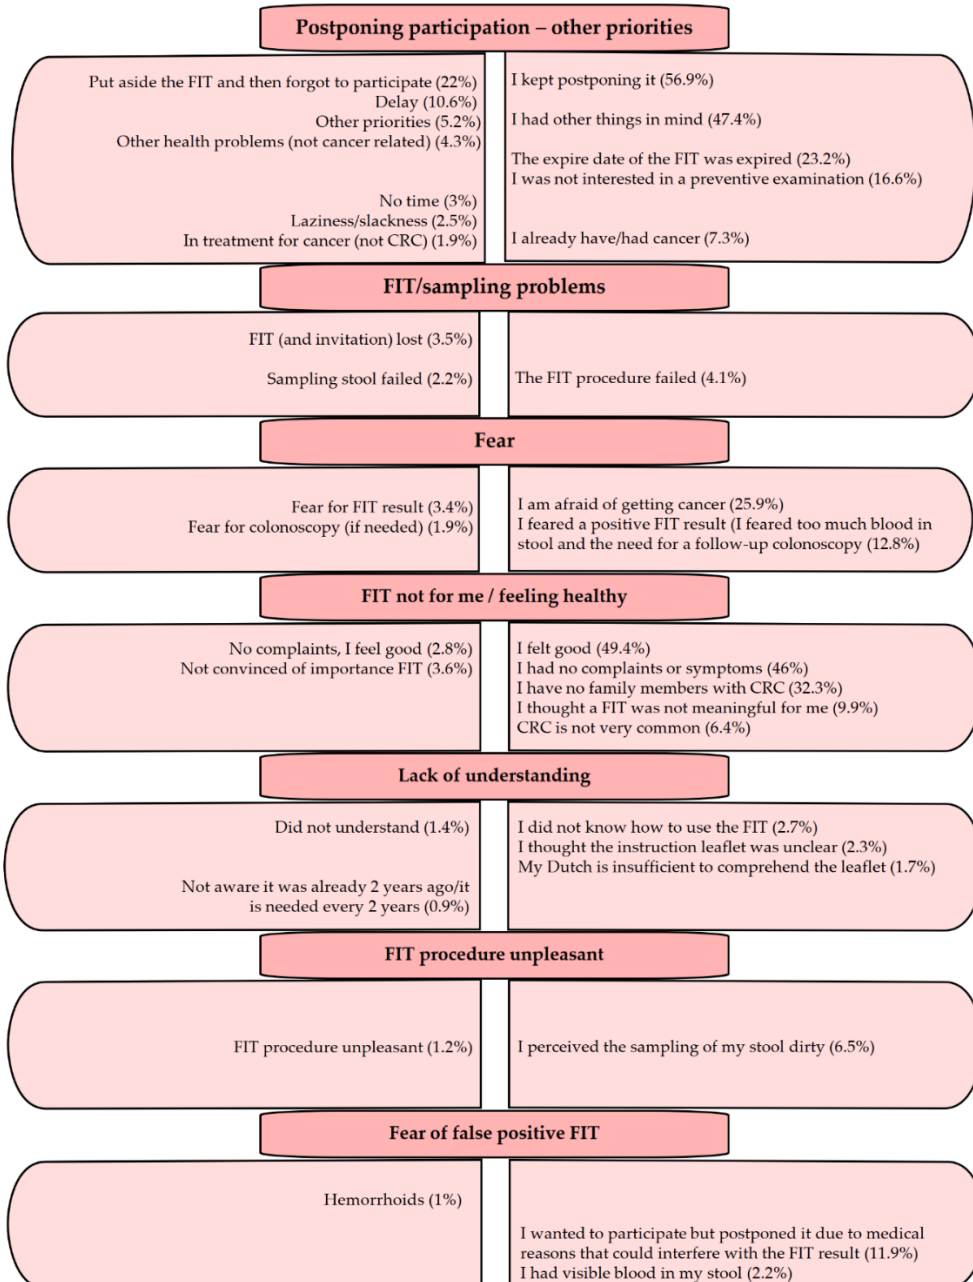 Postponing participation – other priorities
Put aside the FIT and then forgot to participate (22%)
Delay (10.6%)
Other priorities (5.2%)
Other health problems (not cancer related) (4.3%)
No time (3%)
Laziness/slackness (2.5%)
In treatment for cancer (not CRC) (1.9%)
I kept postponing it (56.9%)
I had other things in mind (47.4%)
The expire date of the FIT was expired (23.2%)
I was not interested in a preventive examination (16.6%)
I already have/had cancer (7.3%)
FIT/sampling problems
FIT (and invitation) lost (3.5%)
Sampling stool failed (2.2%)
The FIT procedure failed (4.1%)
Fear
Fear for FIT result (3.4%)
Fear for colonoscopy (if needed) (1.9%)
I am afraid of getting cancer (25.9%)
I feared a positive FIT result (I feared too much blood in
stool and the need for a follow-up colonoscopy (12.8%)
FIT not for me / feeling healthy
No complaints, I feel good (2.8%)
Not convinced of importance FIT (3.6%)
I felt good (49.4%)
I had no complaints or symptoms (46%)
I have no family members with CRC (32.3%)
I thought a FIT was not meaningful for me (9.9%)
CRC is not very common (6.4%)
Lack of understanding
Did not understand (1.4%)
Not aware it was already 2 years ago/it
is needed every 2 years (0.9%)
I did not know how to use the FIT (2.7%)
I thought the instruction leaflet was unclear (2.3%)
My Dutch is insufficient to comprehend the leaflet (1.7%)
FIT procedure unpleasant
FIT procedure unpleasant (1.2%)
I perceived the sampling of my stool dirty (6.5%)
Fear of false positive FIT
Hemorrhoids (1%)
I wanted to participate but postponed it due to medical
reasons that could interfere with the FIT result (11.9%)
I had visible blood in my stool (2.2%)